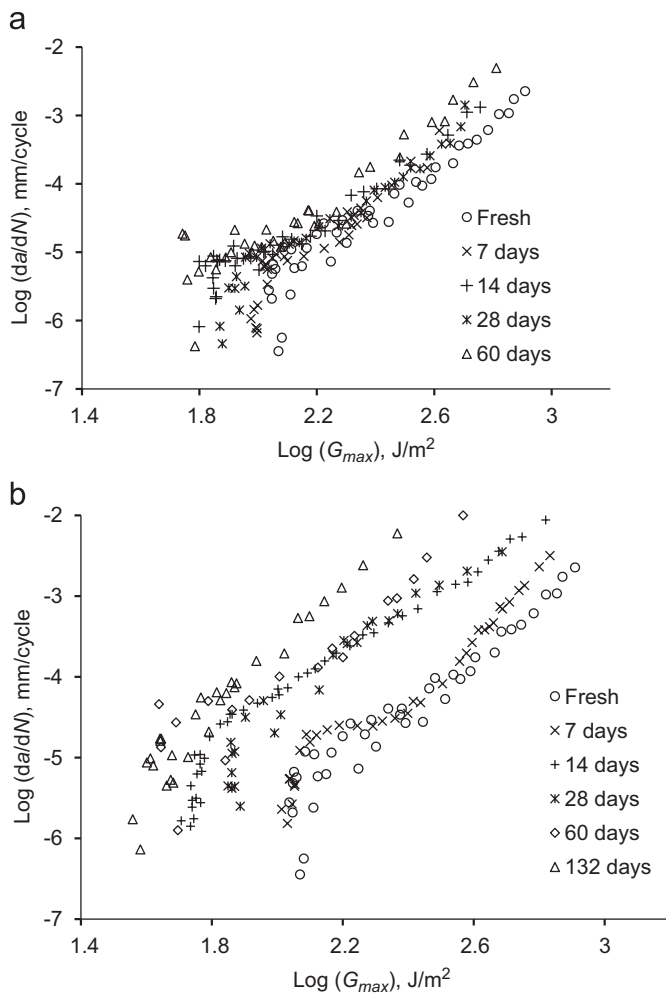 a
-2
-3
-4
-5
-6
-7
Log (da/dN), mm/cycle
Fresh
7 days
14 days
28 days
60 days
1.4 1.8 2.2 2.6 3
Log (Gmax), J/m²
b
-2
-3
-4
-5
-6
-7
Log (da/dN), mm/cycle
Fresh
7 days
14 days
28 days
60 days
132 days
1.4 1.8 2.2 2.6 3
Log (Gmax), J/m²